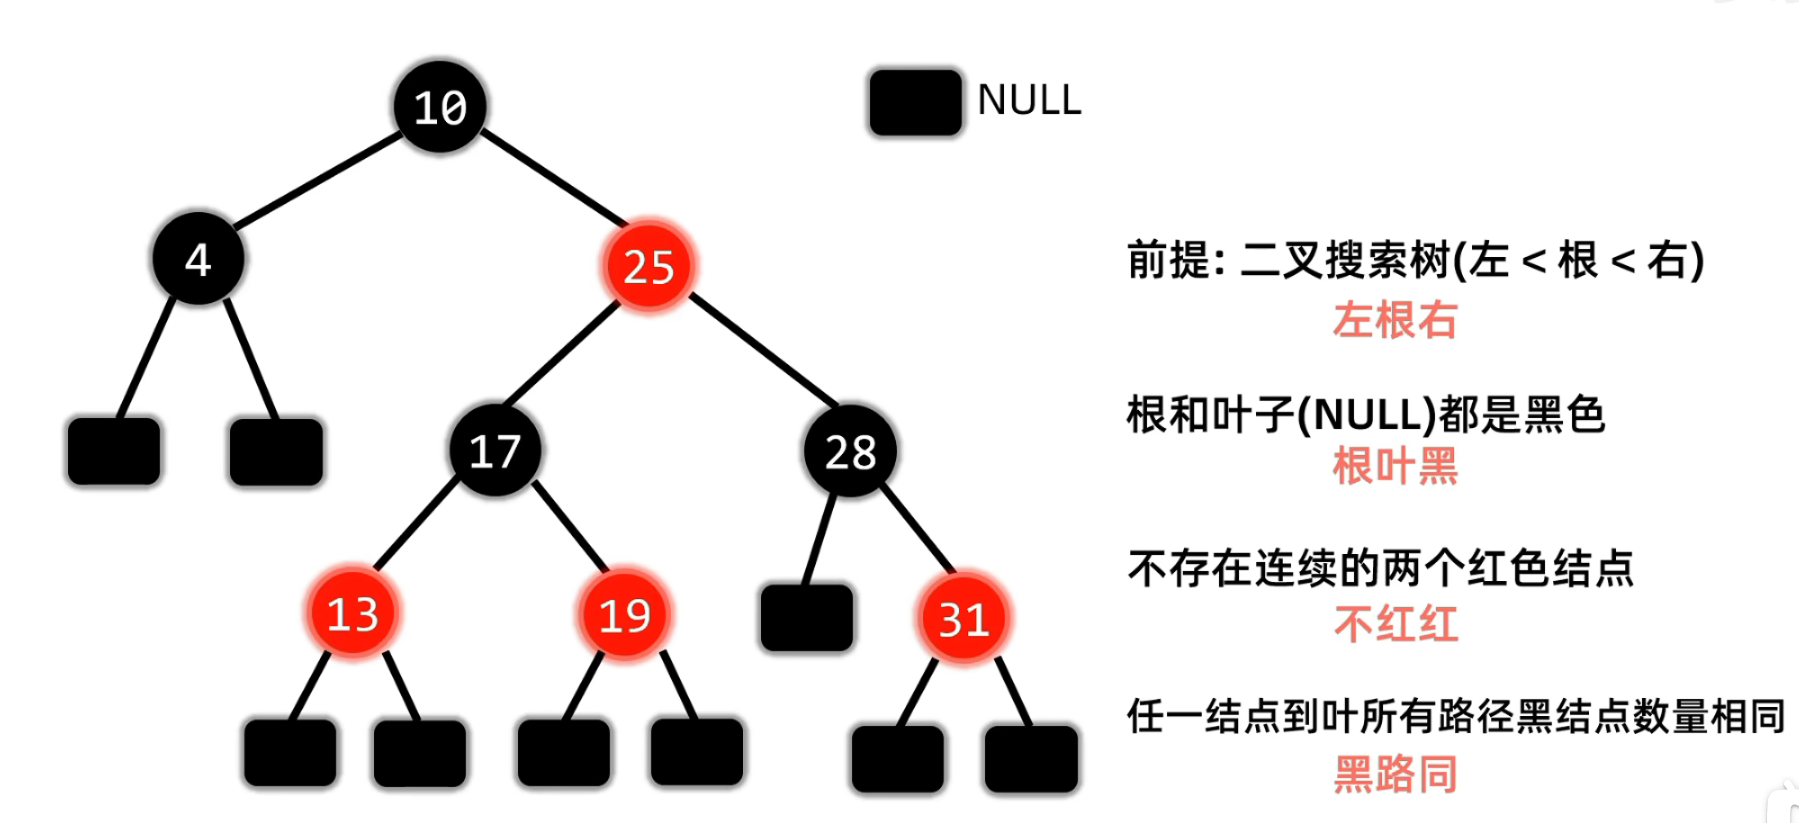 10
NULL
4
25
前提: 二叉搜索树(左 < 根 < 右)
左根右
根和叶子(NULL)都是黑色
根叶黑
17
28
不存在连续的两个红色结点
不红红
13
19
31
任一结点到叶所有路径黑结点数量相同
黑路同